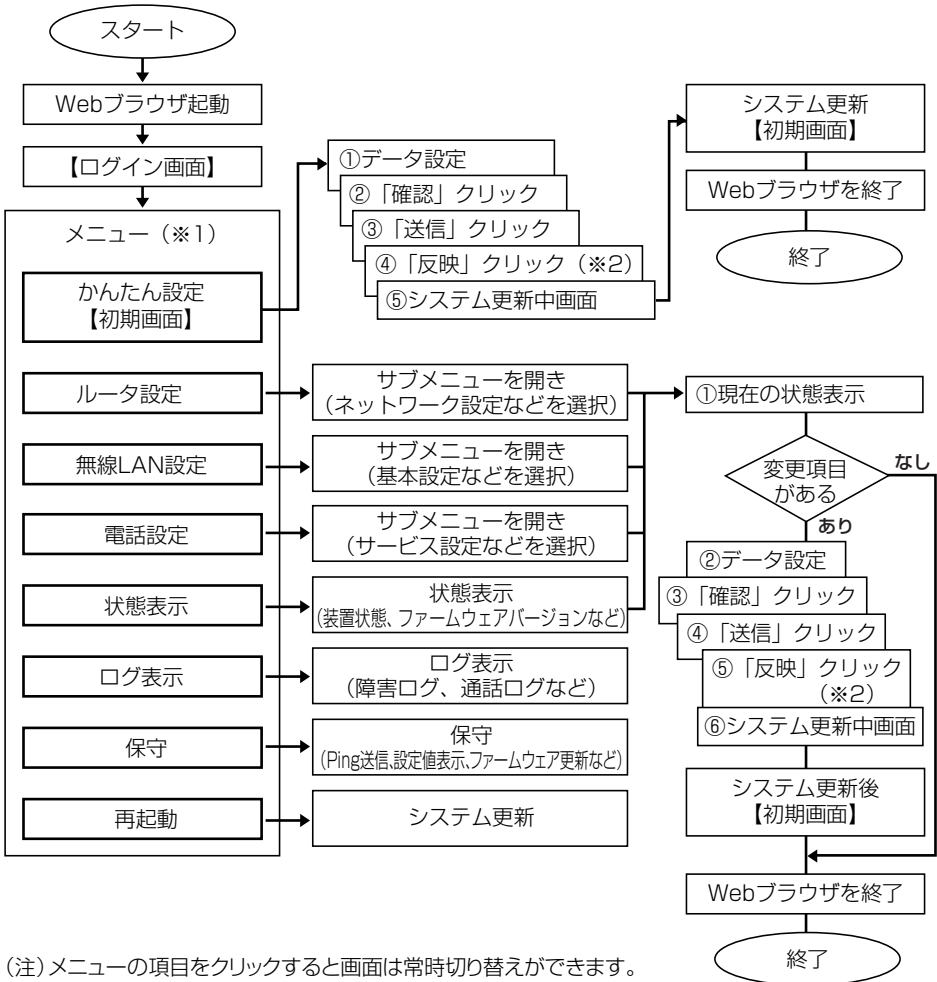 スタート
Webブラウザ起動
【ログイン画面】
メニュー（※1）
かんたん設定
【初期画面】
①データ設定
②「確認」クリック
③「送信」クリック
④「反映」クリック（※2）
⑤システム更新中画面
システム更新
【初期画面】
Webブラウザを終了
終了
ルータ設定
サブメニューを開き
（ネットワーク設定などを選択）
無線LAN設定
サブメニューを開き
（基本設定などを選択）
電話設定
サブメニューを開き
（サービス設定などを選択）
状態表示
状態表示
（装置状態、ファームウェアバージョンなど）
ログ表示
ログ表示
（障害ログ、通話ログなど）
保守
保守
（Ping送信、設定値表示、ファームウェア更新など）
再起動
システム更新
①現在の状態表示
変更項目
がある
なし
あり
②データ設定
③「確認」クリック
④「送信」クリック
⑤「反映」クリック
（※2）
⑥システム更新中画面
システム更新後
【初期画面】
Webブラウザを終了
終了
（注）メニューの項目をクリックすると画面は常時切り替えができます。